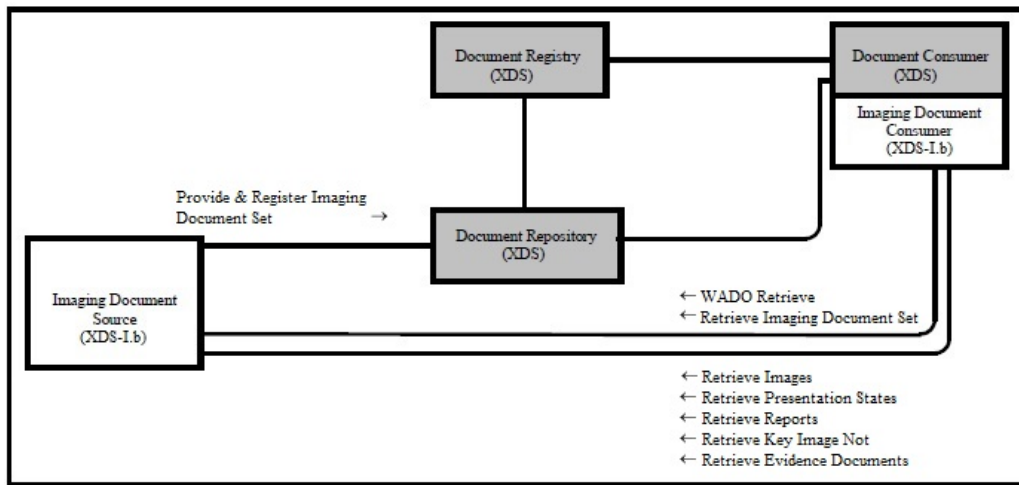 Document Registry
(XDS)
Document Consumer
(XDS)
Imaging Document
Consumer
(XDS-I.b)
Provide & Register Imaging
Document Set →
Document Repository
(XDS)
Imaging Document
Source
(XDS-I.b)
← WADO Retrieve
← Retrieve Imaging Document Set
← Retrieve Images
← Retrieve Presentation States
← Retrieve Reports
← Retrieve Key Image Not
← Retrieve Evidence Documents